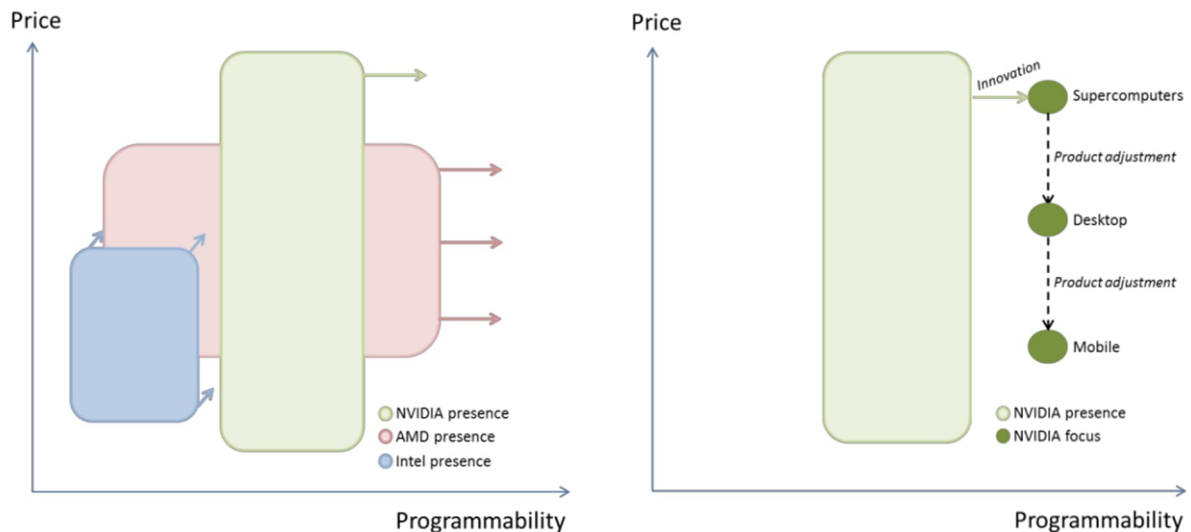 Price
NVIDIA presence
AMD presence
Intel presence
Programmability
Price
Innovation
Supercomputers
Product adjustment
Desktop
Product adjustment
Mobile
NVIDIA presence
NVIDIA focus
Programmability